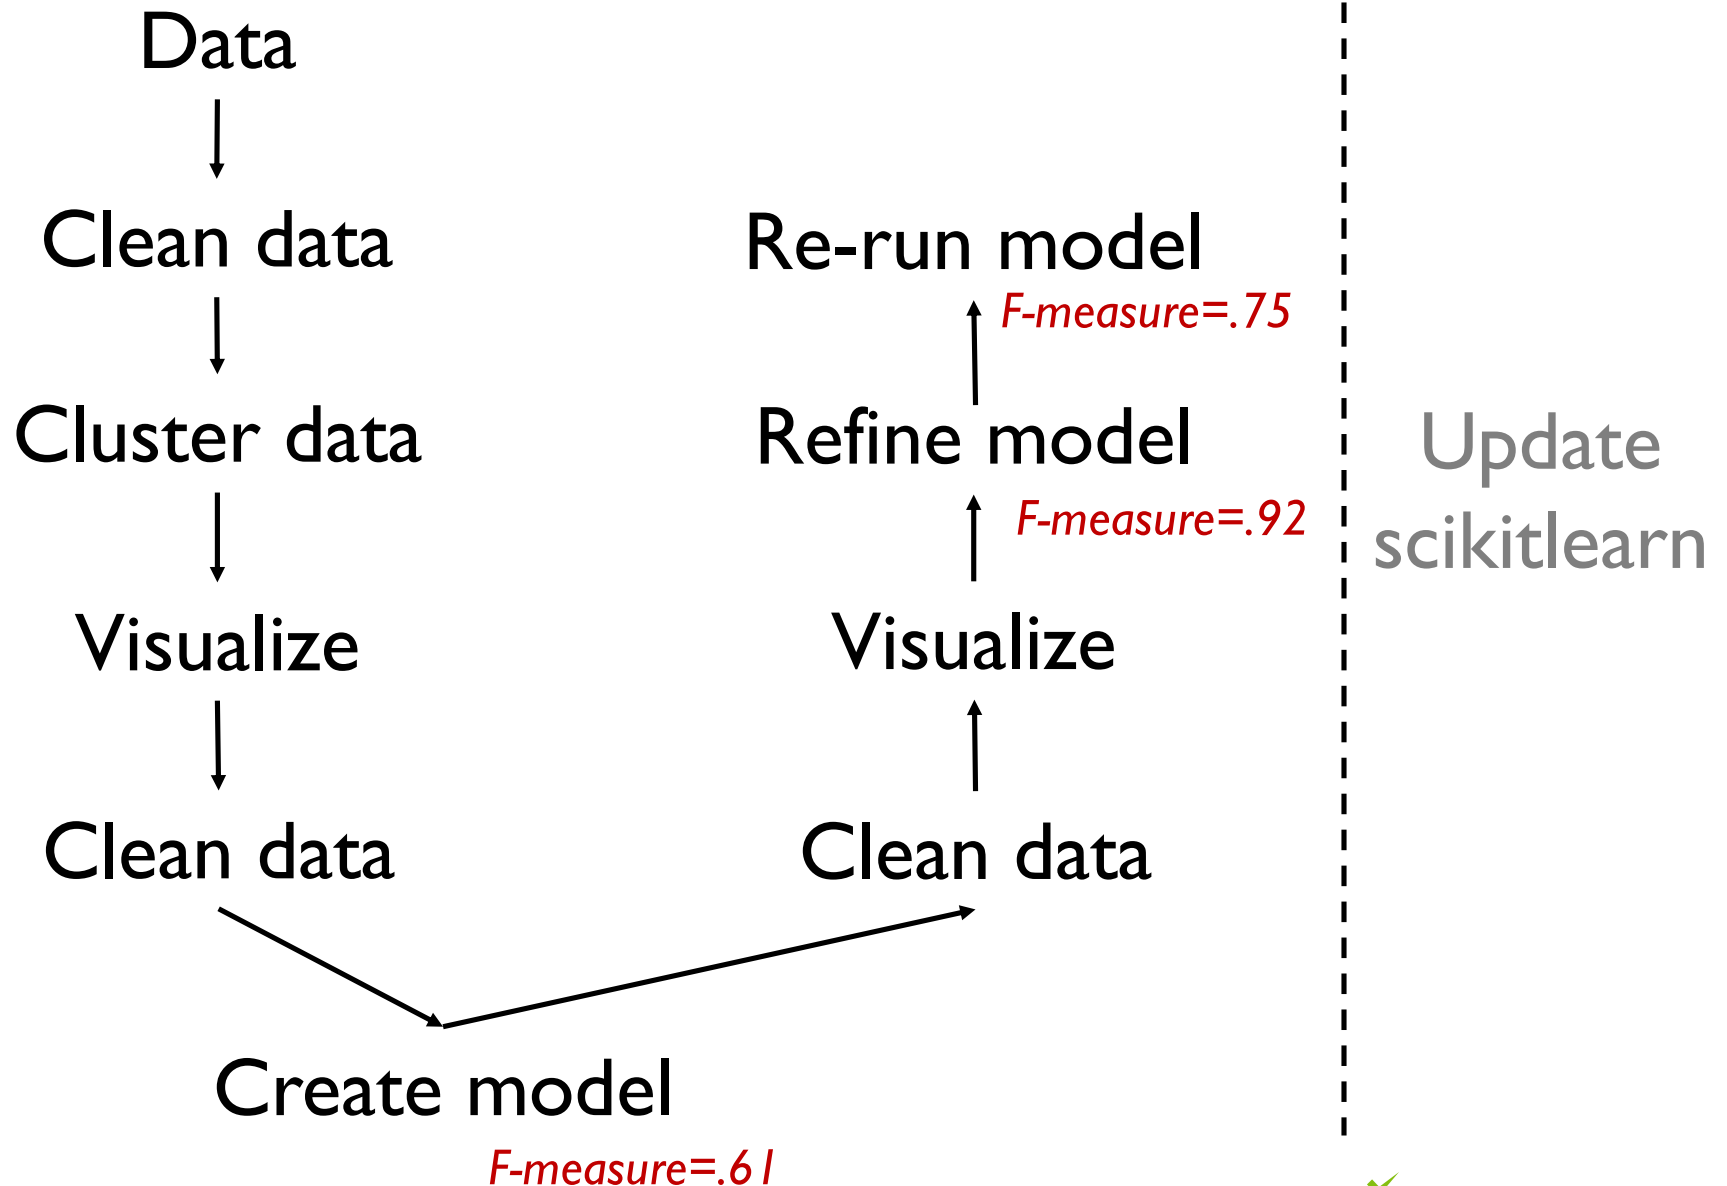 Data
Clean data
Cluster data
Visualize
Clean data
Create model
F-measure=.61
Clean data
Visualize
Refine model
F-measure=.92
Re-run model
F-measure=.75
Update
scikitlearn